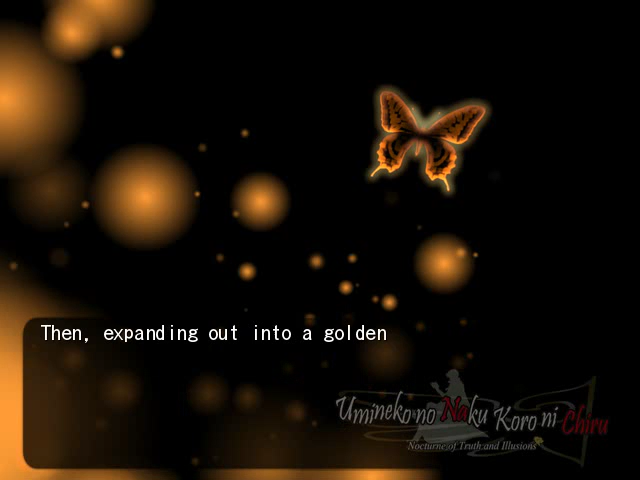 Then, expanding out into a golden
Umineko no Naku Koro ni Chiru
Nocturne of Truth and Illusions